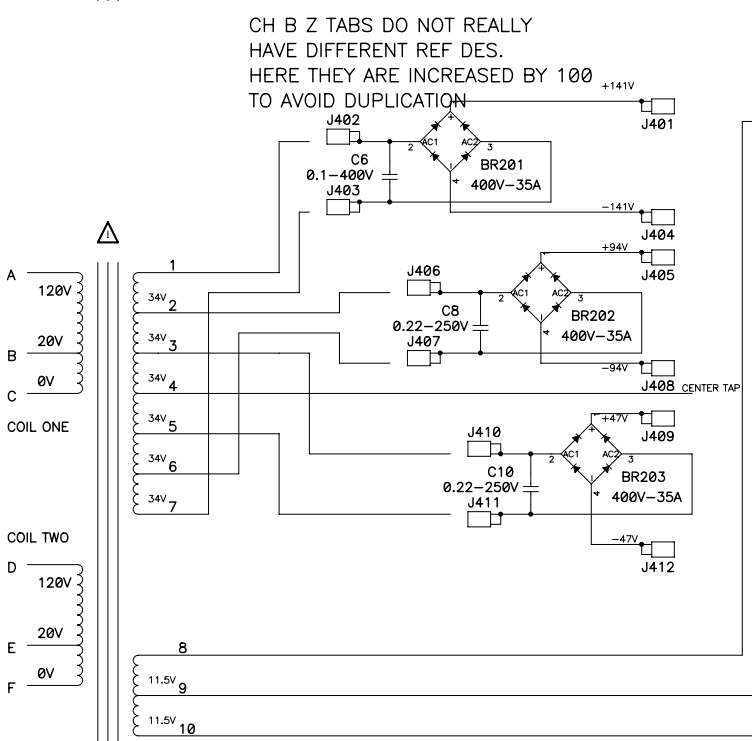 CH B Z TABS DO NOT REALLY
HAVE DIFFERENT REF DES.
HERE THEY ARE INCREASED BY 100
TO AVOID DUPLICATION
+141V
J401
J402
AC1
AC2
+
-
2
3
4
C6
0.1-400V
BR201
400V-35A
J403
-141V
J404
!
+94V
J405
1
A
120V
1
34V
2
J406
AC1
AC2
+
-
2
3
4
C8
0.22-250V
BR202
400V-35A
J407
20V
B
34V
3
-94V
J408
0V
C
34V
4
CENTER TAP
COIL ONE
34V
5
+47V
J409
1
J410
AC1
AC2
+
-
2
3
4
34V
6
C10
0.22-250V
BR203
400V-35A
J411
34V
7
COIL TWO
-47V
J412
D
120V
20V
E
8
0V
F
11.5V
9
11.5V
10